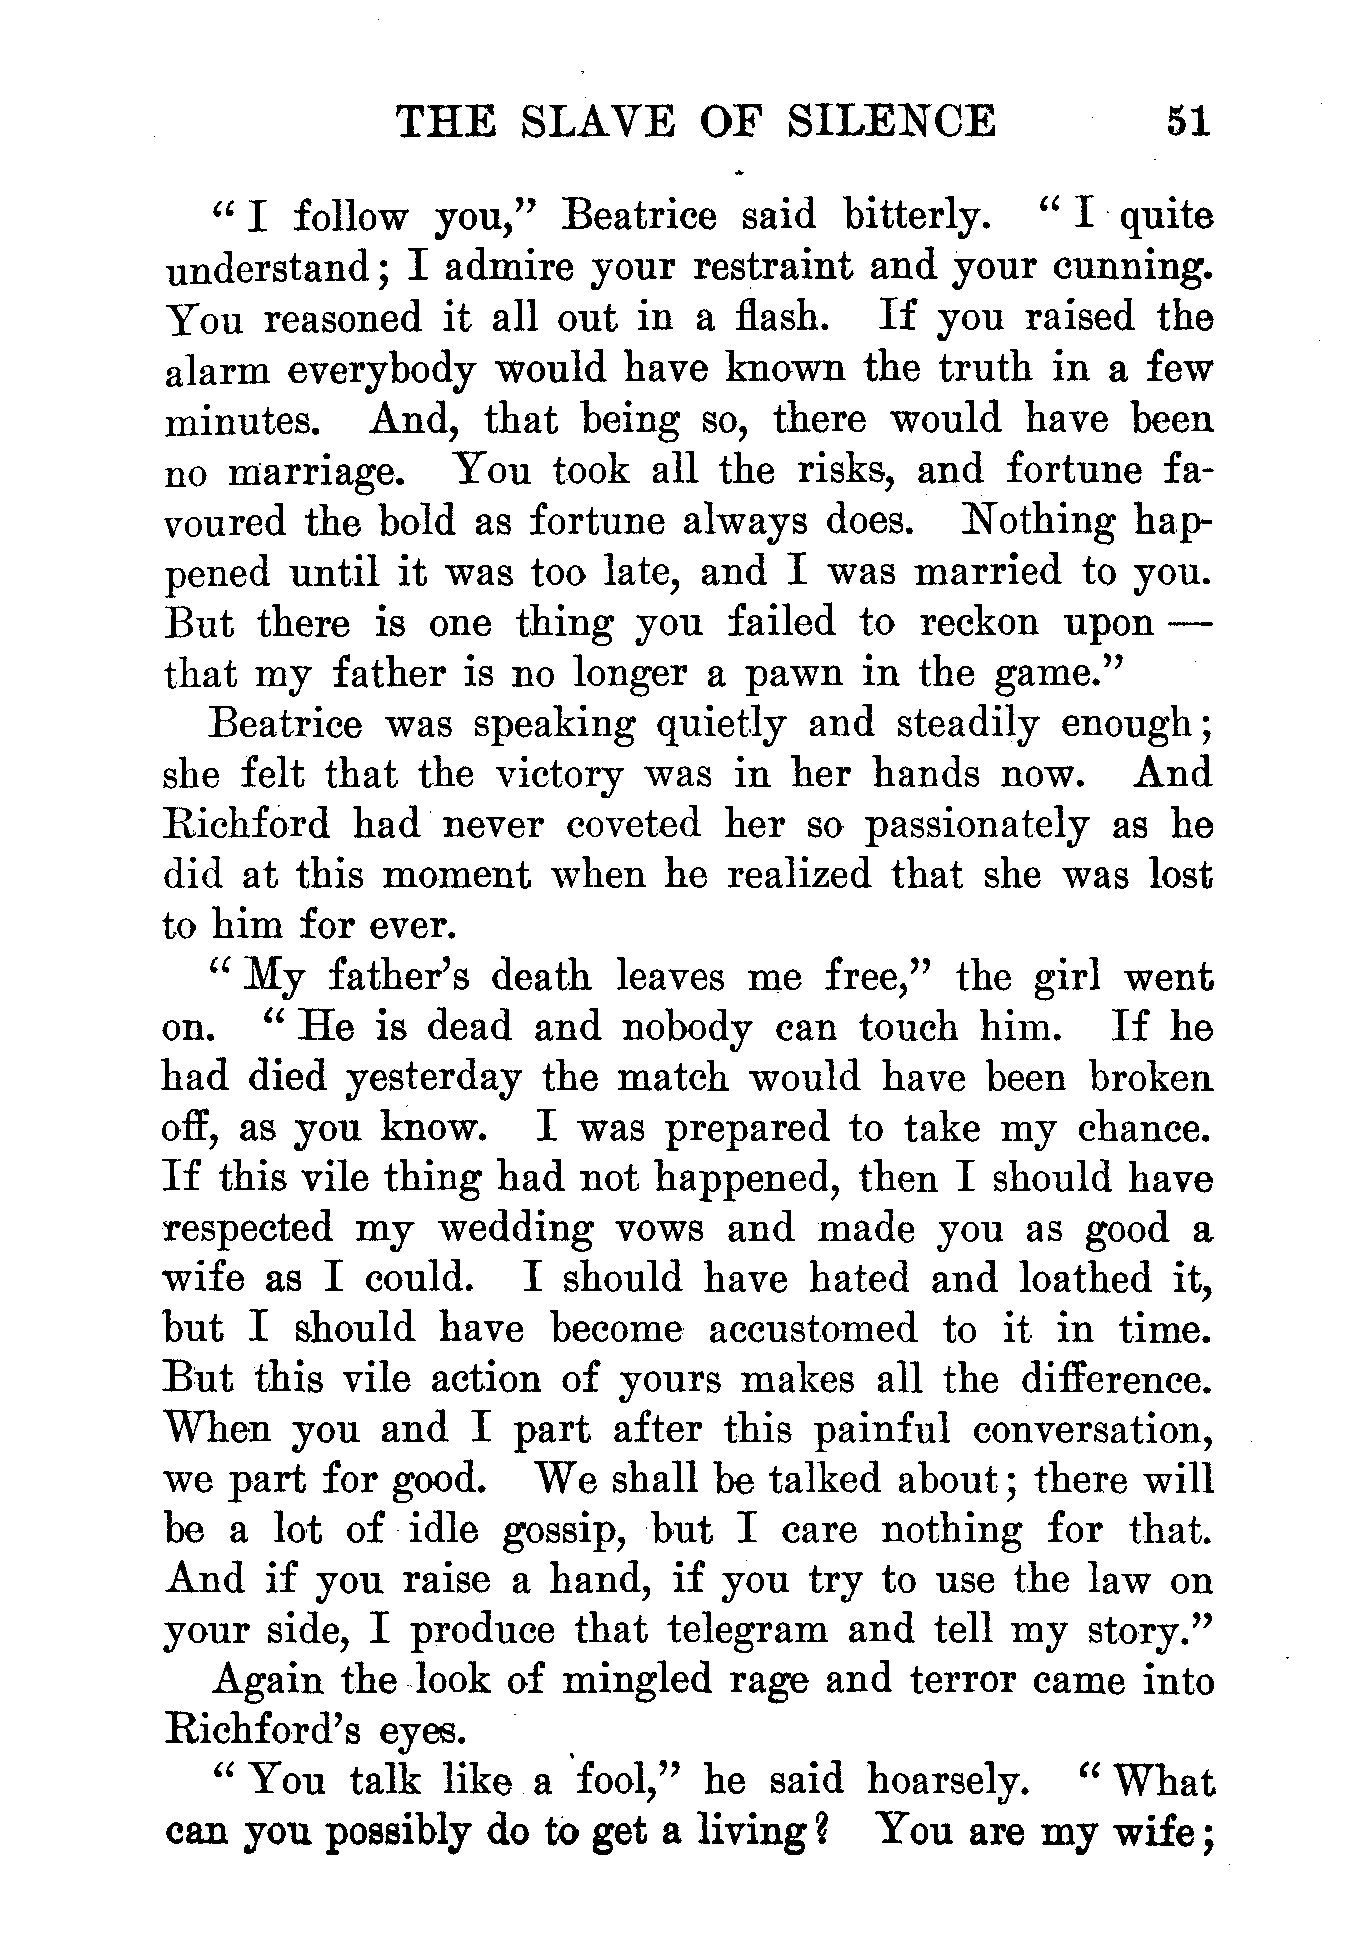 THE SLAVE OF SILENCE 51
“ I follow you,” Beatrice said bitterly. “ I quite
understand; I admire your restraint and your cunning.
You reasoned it all out in a flash. If you raised the
alarm everybody would have known the truth in a few
minutes. And, that being so, there would have been
no marriage. You took all the risks, and fortune fa-
voured the bold as fortune always does. Nothing hap-
pened until it was too late, and I was married to you.
But there is one thing you failed to reckon upon —
that my father is no longer a pawn in the game.”
Beatrice was speaking quietly and steadily enough;
she felt that the victory was in her hands now. And
Richford had never coveted her so passionately as he
did at this moment when he realized that she was lost
to him for ever.
“ My father’s death leaves me free,” the girl went
on. “ He is dead and nobody can touch him. If he
had died yesterday the match would have been broken
off, as you know. I was prepared to take my chance.
If this vile thing had not happened, then I should have
respected my wedding vows and made you as good a
wife as I could. I should have hated and loathed it,
but I should have become accustomed to it in time.
But this vile action of yours makes all the difference.
When you and I part after this painful conversation,
we part for good. We shall be talked about; there will
be a lot of idle gossip, but I care nothing for that.
And if you raise a hand, if you try to use the law on
your side, I produce that telegram and tell my story.”
Again the look of mingled rage and terror came into
Richford’s eyes.
“ You talk like a fool,” he said hoarsely. “ What
can you possibly do to get a living? You are my wife;